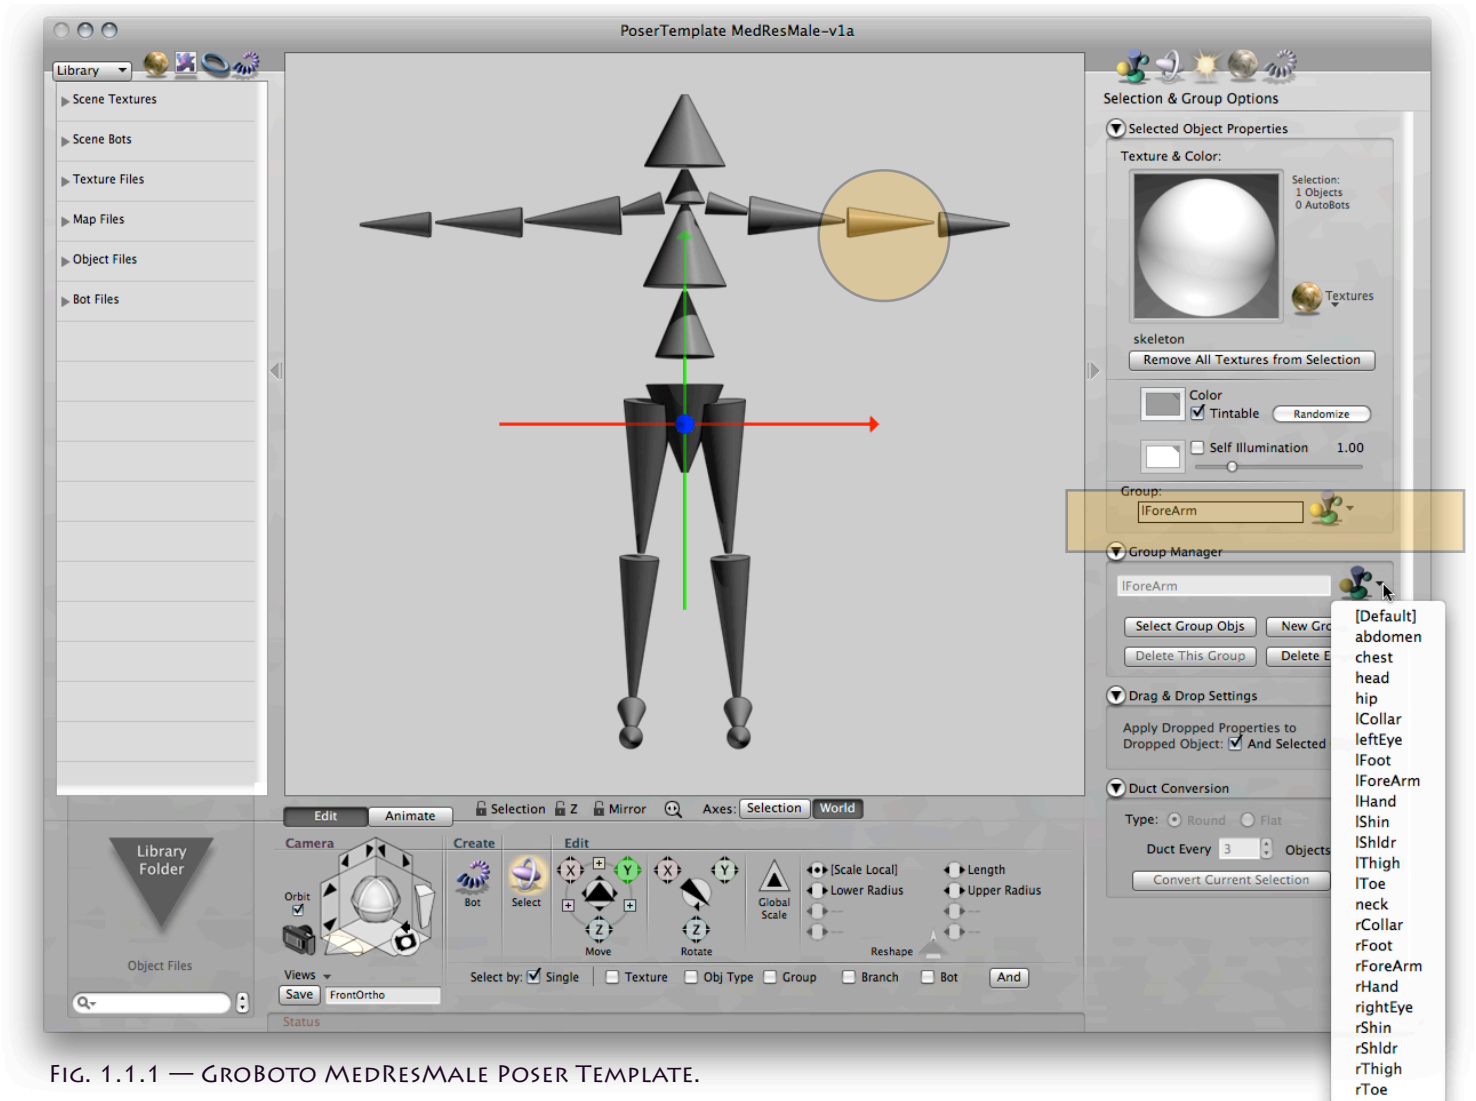 PoserTemplate MedResMale-v1a
Library
Scene Textures
Scene Bots
Texture Files
Map Files
Object Files
Bot Files
Library
Folder
Object Files
Selection & Group Options
Selected Object Properties
Texture & Color:
Selection:
1 Objects
0 AutoBots
Textures
skeleton
Remove All Textures from Selection
Color
Tintable
Randomize
Self Illumination 1.00
Group:
lForeArm
Group Manager
lForeArm
Select Group Objs New Gro
Delete This Group Delete E
Drag & Drop Settings
Apply Dropped Properties to
Dropped Object: And Selected
Duct Conversion
Type: Round Flat
Duct Every 3 Objects
Convert Current Selection
[Default]
abdomen
chest
head
hip
lCollar
leftEye
lFoot
lForeArm
lHand
lShin
lShldr
lThigh
lToe
neck
rCollar
rFoot
rForeArm
rHand
rightEye
rShin
rShldr
rThigh
rToe
Edit Animate Selection Z Mirror Axes: Selection World
Camera Create Edit
Orbit
Bot
Select
X Y
Z
Move
X Y
Z
Rotate
Global
Scale
[Scale Local] Length
Lower Radius Upper Radius
-- --
-- --
Reshape
Views
Save FrontOrtho
Select by: Single Texture Obj Type Group Branch Bot And
Status
Fig. 1.1.1 — GroBoto MedResMale Poser Template.